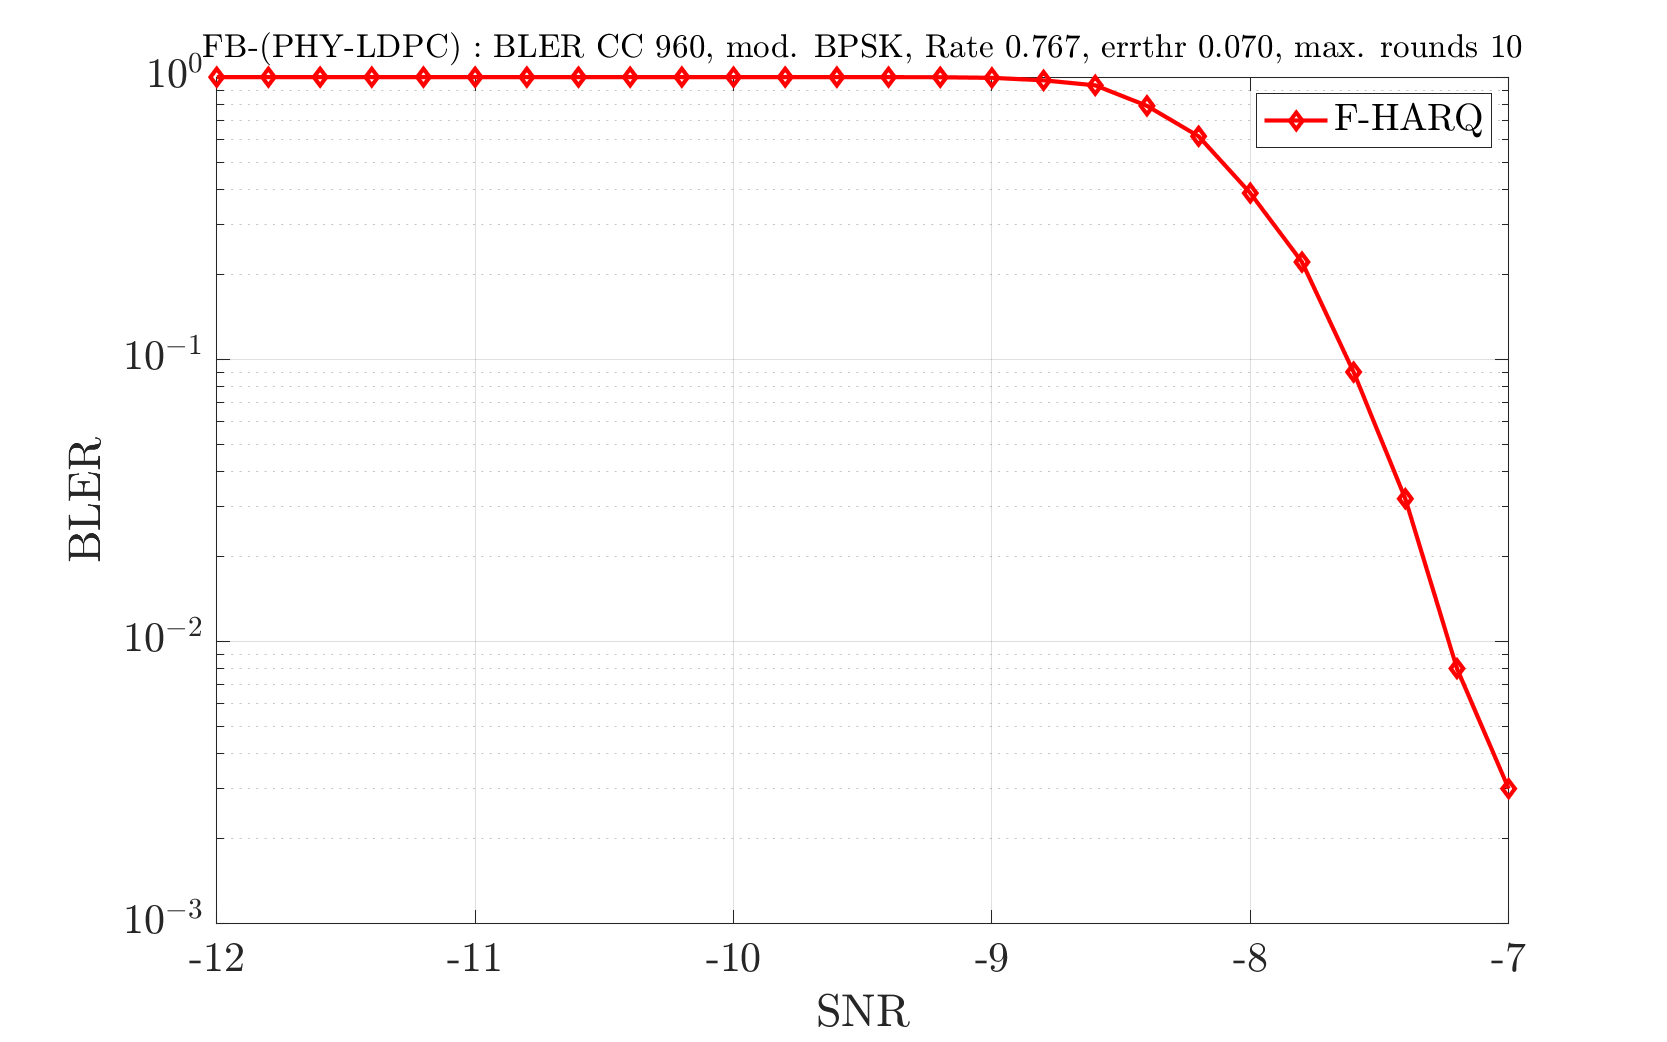 FB-(PHY-LDPC) : BLER CC 960, mod. BPSK, Rate 0.767, errthr 0.070, max. rounds 10
F-HARQ
10^0
10^{-1}
10^{-2}
10^{-3}
BLER
-12 -11 -10 -9 -8 -7
SNR